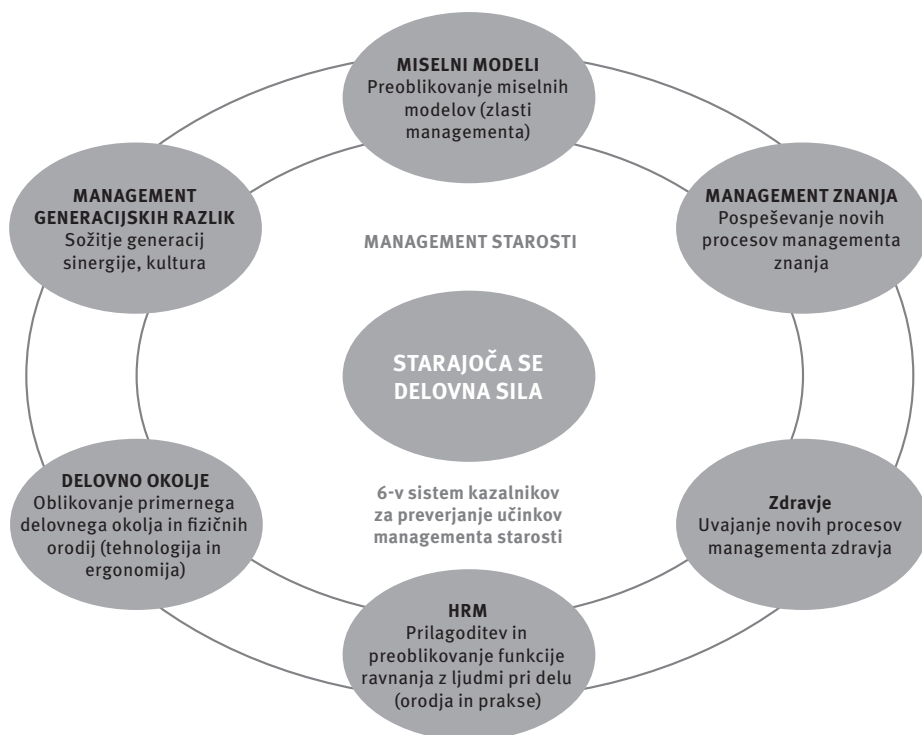 MISELNI MODELI
Preoblikovanje miselnih
modelov (zlasti
managementa)
MANAGEMENT
GENERACIJSKIH RAZLIK
Sožitje generacij
sinergije, kultura
MANAGEMENT ZNANJA
Pospeševanje novih
procesov managementa
znanja
MANAGEMENT STAROSTI
STARAJOČA SE
DELOVNA SILA
DELOVNO OKOLJE
Oblikovanje primernega
delovnega okolja in fizičnih
orodij (tehnologija in
ergonomija)
6-v sistem kazalnikov
za preverjanje učinkov
managementa starosti
Zdravje
Uvajanje novih procesov
managementa zdravja
HRM
Prilagoditev in
preoblikovanje funkcije
ravnanja z ljudmi pri delu
(orodja in prakse)